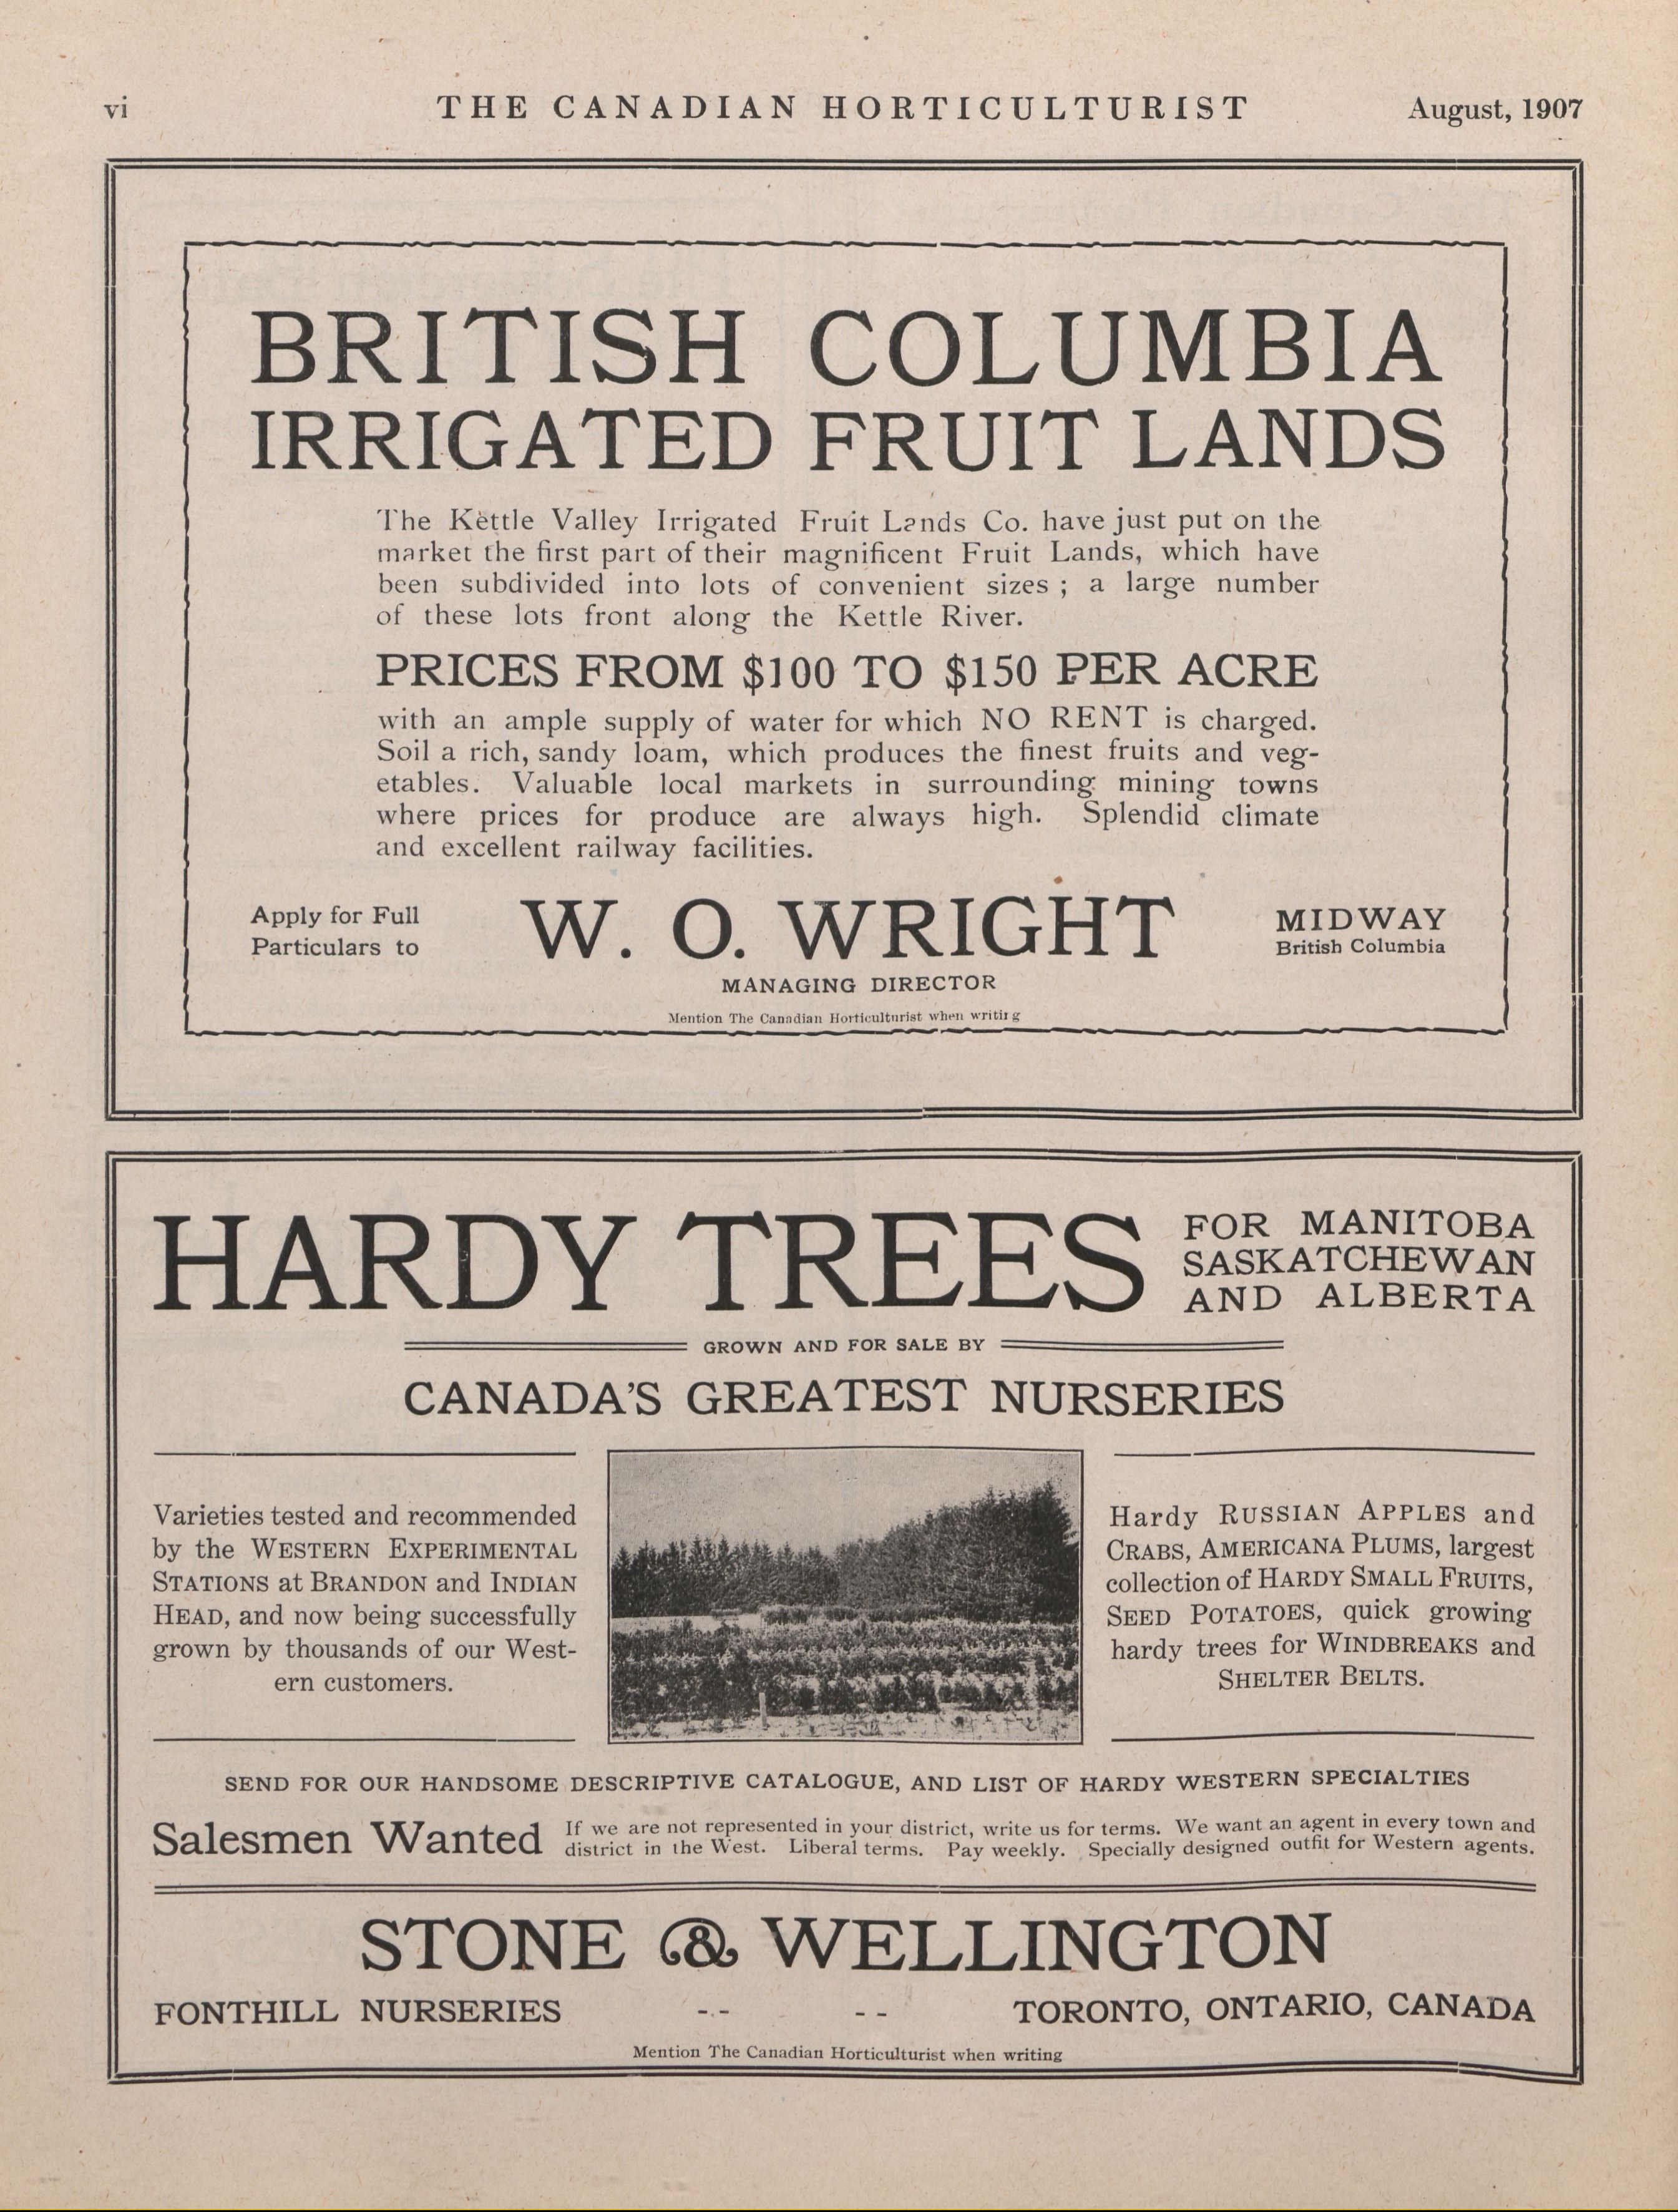 vi THE CANADIAN HORTICULTURIST August, 1907
BRITISH COLUMBIA
IRRIGATED FRUIT LANDS
The Kettle Valley Irrigated Fruit Lands Co. have just put on the
market the first part of their magnificent Fruit Lands, which have
been subdivided into lots of convenient sizes ; a large number
of these lots front along the Kettle River.
PRICES FROM $100 TO $150 PER ACRE
with an ample supply of water for which NO RENT is charged.
Soil a rich, sandy loam, which produces the finest fruits and veg-
etables. Valuable local markets in surrounding mining towns
where prices for produce are always high. Splendid climate
and excellent railway facilities.
Apply for Full
Particulars to
W. O. WRIGHT
MANAGING DIRECTOR
MIDWAY
British Columbia
Mention The Canadian Horticulturist when writing
HARDY TREES
FOR MANITOBA
SASKATCHEWAN
AND ALBERTA
GROWN AND FOR SALE BY
CANADA'S GREATEST NURSERIES
Varieties tested and recommended
by the WESTERN EXPERIMENTAL
STATIONS at BRANDON and INDIAN
HEAD, and now being successfully
grown by thousands of our West-
ern customers.
Hardy RUSSIAN APPLES and
CRABS, AMERICANA PLUMS, largest
collection of HARDY SMALL FRUITS,
SEED POTATOES, quick growing
hardy trees for WINDBREAKS and
SHELTER BELTS.
SEND FOR OUR HANDSOME DESCRIPTIVE CATALOGUE, AND LIST OF HARDY WESTERN SPECIALTIES
Salesmen Wanted
If we are not represented in your district, write us for terms. We want an agent in every town and
district in the West. Liberal terms. Pay weekly. Specially designed outfit for Western agents.
STONE & WELLINGTON
FONTHILL NURSERIES -- -- TORONTO, ONTARIO, CANADA
Mention The Canadian Horticulturist when writing